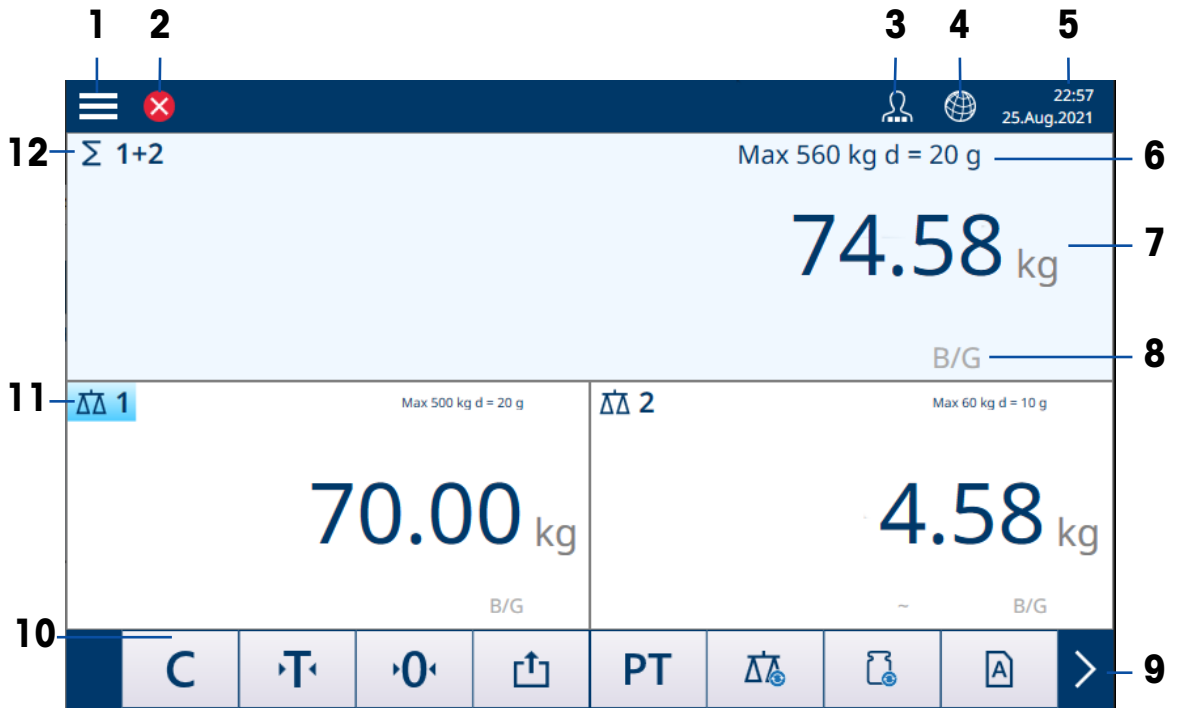 1 2 3 4 5
22:57
25.Aug.2021
12 Σ 1+2 Max 560 kg d = 20 g 6
74.58 kg 7
B/G 8
11 1 Max 500 kg d = 20 g 2 Max 60 kg d = 10 g
70.00 kg 4.58 kg
B/G ~ B/G
10
C T 0 PT A > 9